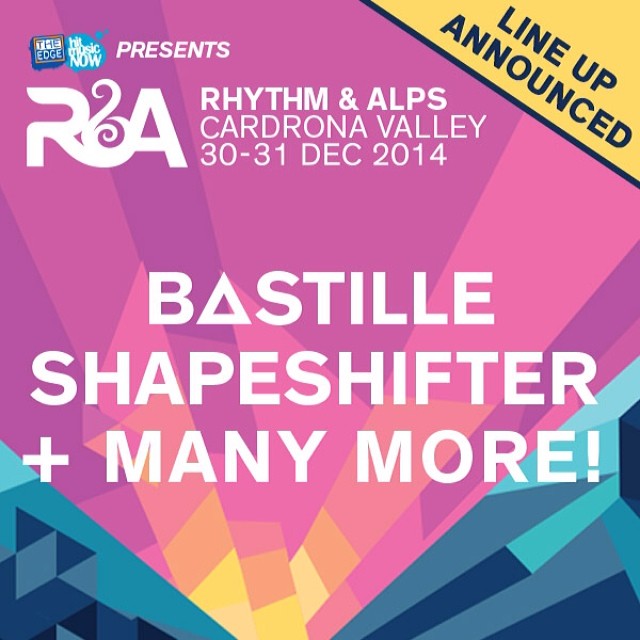 THE EDGE
hit music NOW
PRESENTS
R&A
RHYTHM & ALPS
CARDRONA VALLEY
30-31 DEC 2014
LINE UP
ANNOUNCED
BASTILLE
SHAPESHIFTER
+ MANY MORE!